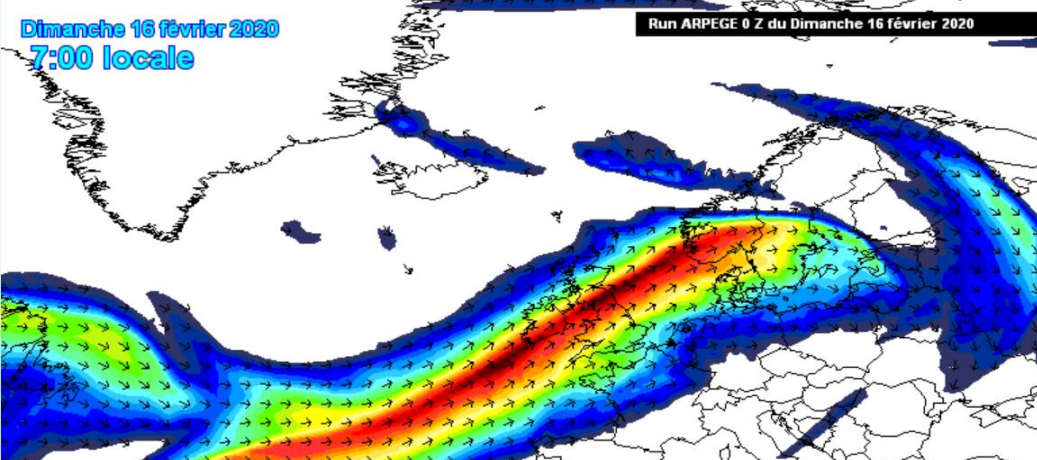 Dimanche 16 février 2020
7:00 locale
Run ARPEGE 0 Z du Dimanche 16 février 2020